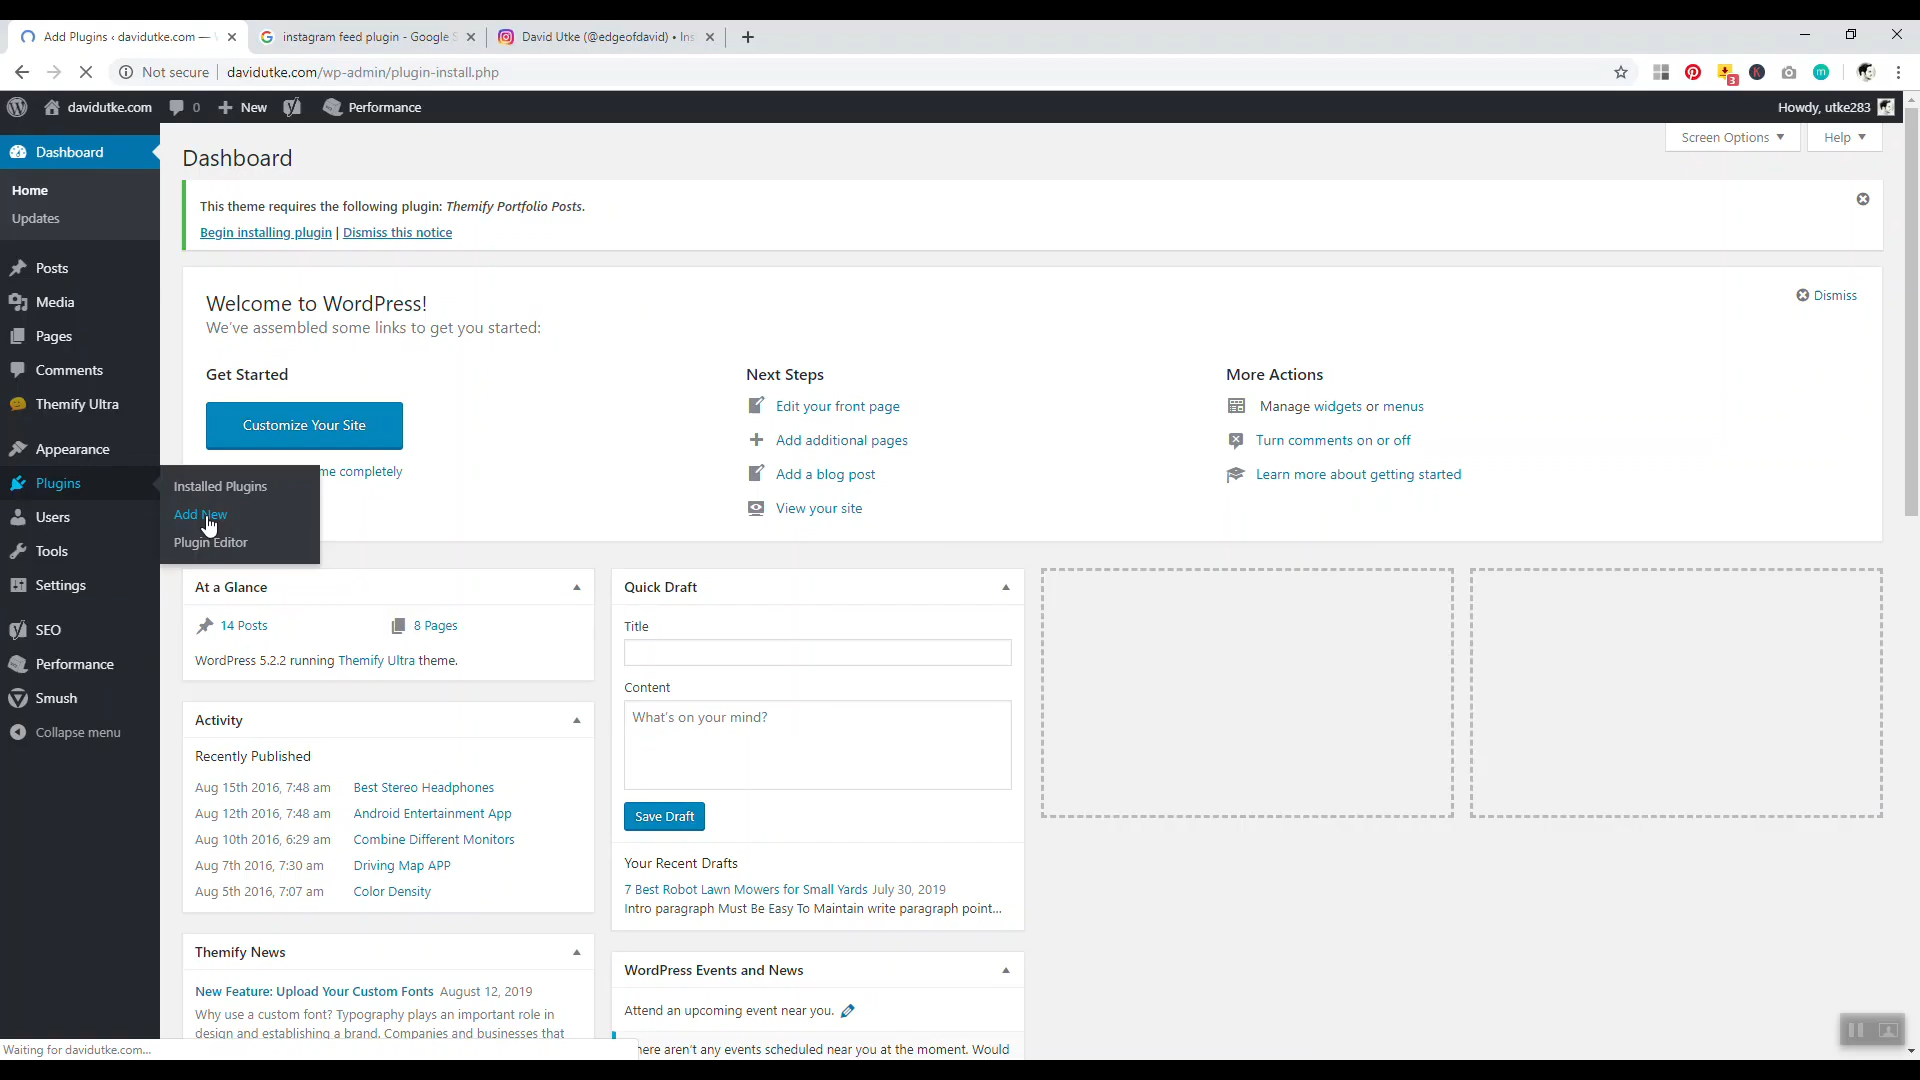 Add Plugins ‹ davidutke.com —
instagram feed plugin - Google S
David Utke (@edgeofdavid) • Ins
Not secure
davidutke.com/wp-admin/plugin-install.php
3
K
m
davidutke.com
0
New
Performance
Howdy, utke283
Dashboard
Home
Updates
Posts
Media
Pages
Comments
Themify Ultra
Appearance
Plugins
Users
Tools
Settings
SEO
Performance
Smush
Collapse menu
Installed Plugins
Add New
Plugin Editor
Screen Options
Help
Dashboard
This theme requires the following plugin: Themify Portfolio Posts.
Begin installing plugin | Dismiss this notice
Welcome to WordPress!
We've assembled some links to get you started:
Dismiss
Get Started
Customize Your Site
me completely
Next Steps
Edit your front page
Add additional pages
Add a blog post
View your site
More Actions
Manage widgets or menus
Turn comments on or off
Learn more about getting started
At a Glance
14 Posts
8 Pages
WordPress 5.2.2 running Themify Ultra theme.
Activity
Recently Published
Aug 15th 2016, 7:48 am Best Stereo Headphones
Aug 12th 2016, 7:48 am Android Entertainment App
Aug 10th 2016, 6:29 am Combine Different Monitors
Aug 7th 2016, 7:30 am Driving Map APP
Aug 5th 2016, 7:07 am Color Density
Themify News
New Feature: Upload Your Custom Fonts August 12, 2019
Why use a custom font? Typography plays an important role in
design and establishing a brand. Companies and businesses that
Quick Draft
Title
Content
What's on your mind?
Save Draft
Your Recent Drafts
7 Best Robot Lawn Mowers for Small Yards July 30, 2019
Intro paragraph Must Be Easy To Maintain write paragraph point…
WordPress Events and News
Attend an upcoming event near you.
here aren't any events scheduled near you at the moment. Would
Waiting for davidutke.com...